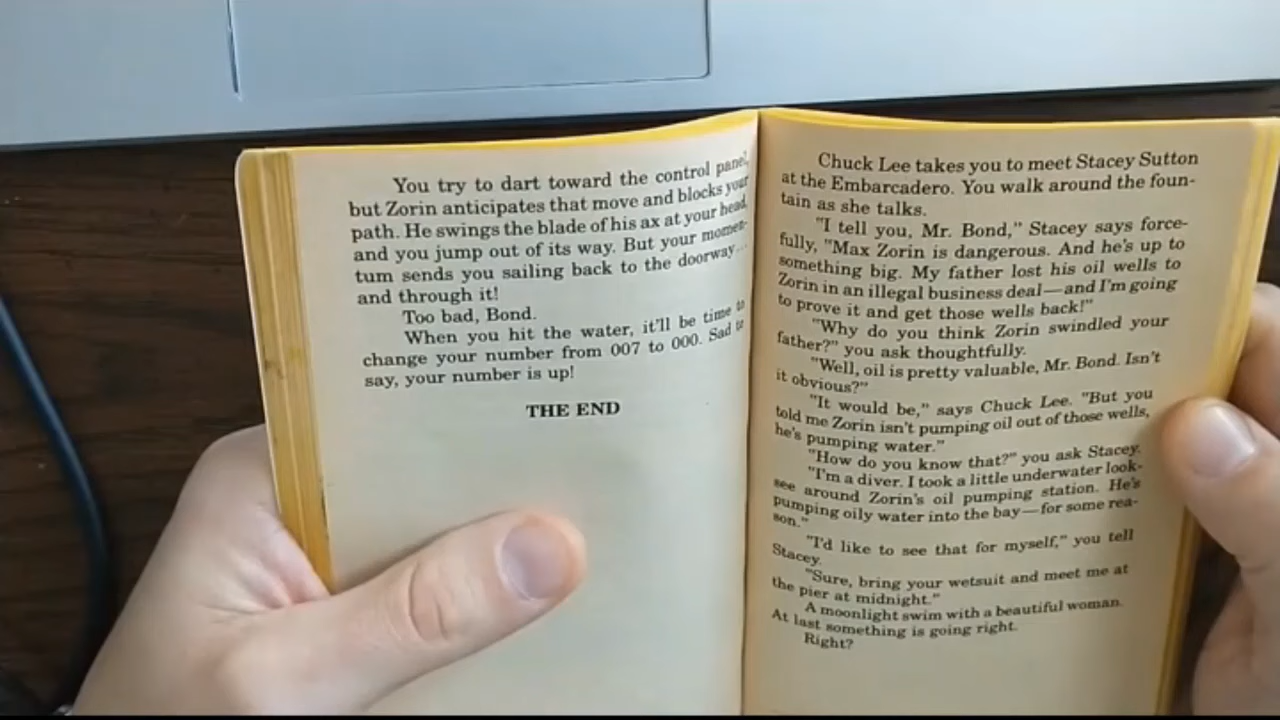 You try to dart toward the control panel,
but Zorin anticipates that move and blocks your
path. He swings the blade of his ax at your head,
and you jump out of its way. But your momen-
tum sends you sailing back to the doorway...
and through it!
Too bad, Bond.
When you hit the water, it'll be time to
change your number from 007 to 000. Sad to
say, your number is up!
THE END
Chuck Lee takes you to meet Stacey Sutton
at the Embarcadero. You walk around the foun-
tain as she talks.
"I tell you, Mr. Bond," Stacey says force-
fully, "Max Zorin is dangerous. And he's up to
something big. My father lost his oil wells to
Zorin in an illegal business deal—and I'm going
to prove it and get those wells back!"
"Why do you think Zorin swindled your
father?" you ask thoughtfully.
"Well, oil is pretty valuable, Mr. Bond. Isn't
it obvious?"
"It would be," says Chuck Lee. "But you
told me Zorin isn't pumping oil out of those wells,
he's pumping water."
"How do you know that?" you ask Stacey.
"I'm a diver. I took a little underwater look-
see around Zorin's oil pumping station. He's
pumping oily water into the bay—for some rea-
son."
"I'd like to see that for myself," you tell
Stacey.
"Sure, bring your wetsuit and meet me at
the pier at midnight."
A moonlight swim with a beautiful woman.
At last something is going right.
Right?